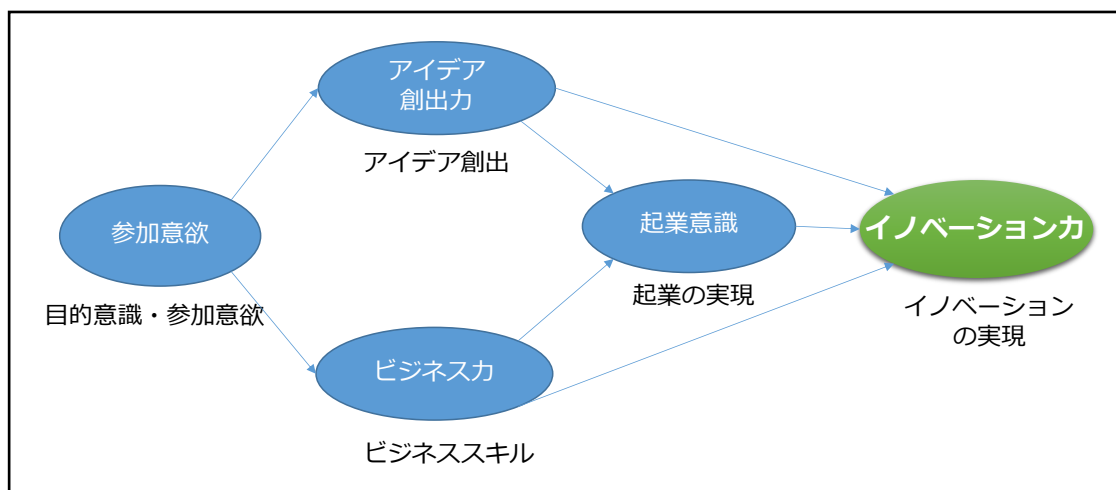 アイデア
創出力
アイデア創出
参加意欲
目的意識・参加意欲
起業意識
起業の実現
イノベーション力
イノベーション
の実現
ビジネス力
ビジネススキル